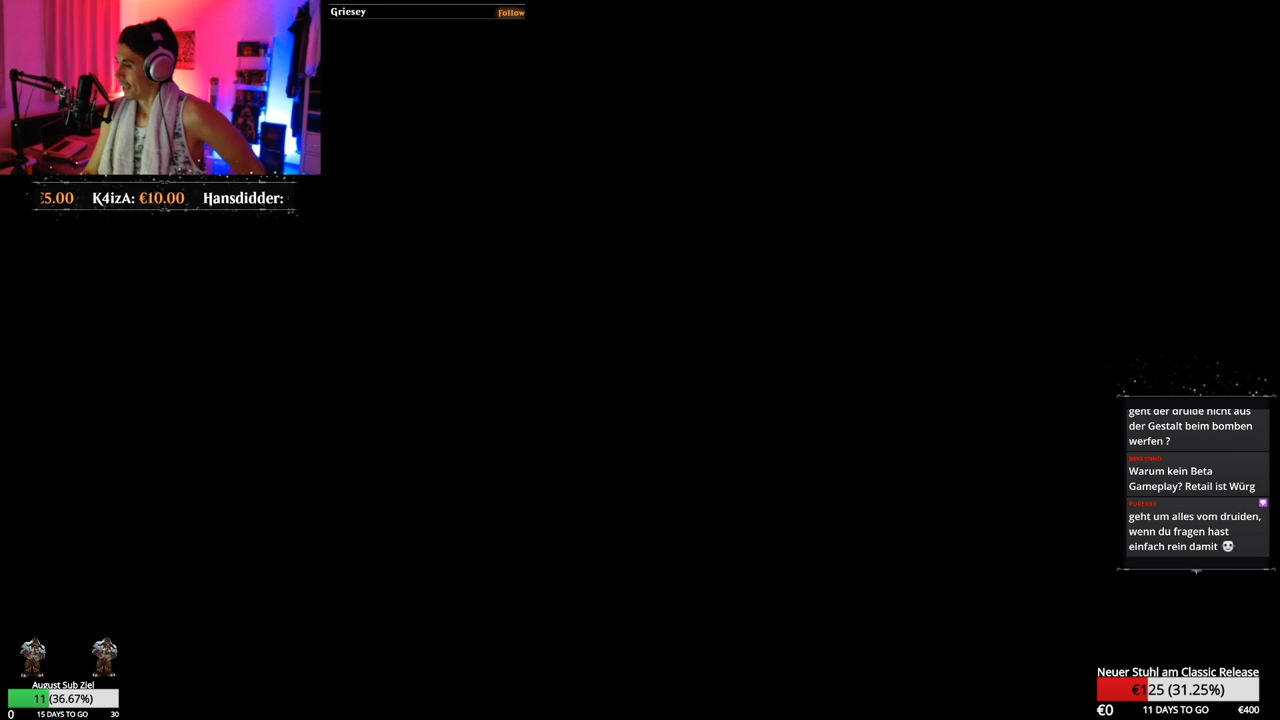 Griesey
Follow
€5.00 K4izA: €10.00 Hansdidder:
geht der druide nicht aus
der Gestalt beim bomben
werfen ?
Warum kein Beta
Gameplay? Retail ist Würg
geht um alles vom druiden,
wenn du fragen hast
einfach rein damit
August Sub Ziel
11 (36.67%)
0 15 DAYS TO GO 30
Neuer Stuhl am Classic Release
€125 (31.25%)
€0 11 DAYS TO GO €400